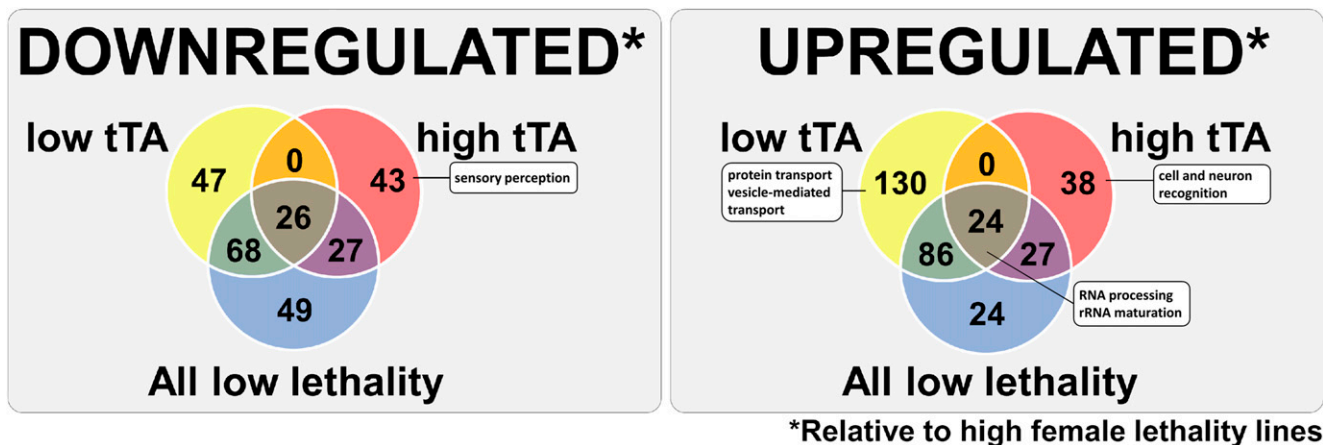 DOWNREGULATED*
low tTA
high tTA
0
47
43
sensory perception
26
68
27
49
All low lethality
UPREGULATED*
low tTA
high tTA
protein transport
vesicle-mediated
transport
0
130
38
cell and neuron
recognition
24
86
27
RNA processing
rRNA maturation
24
All low lethality
*Relative to high female lethality lines